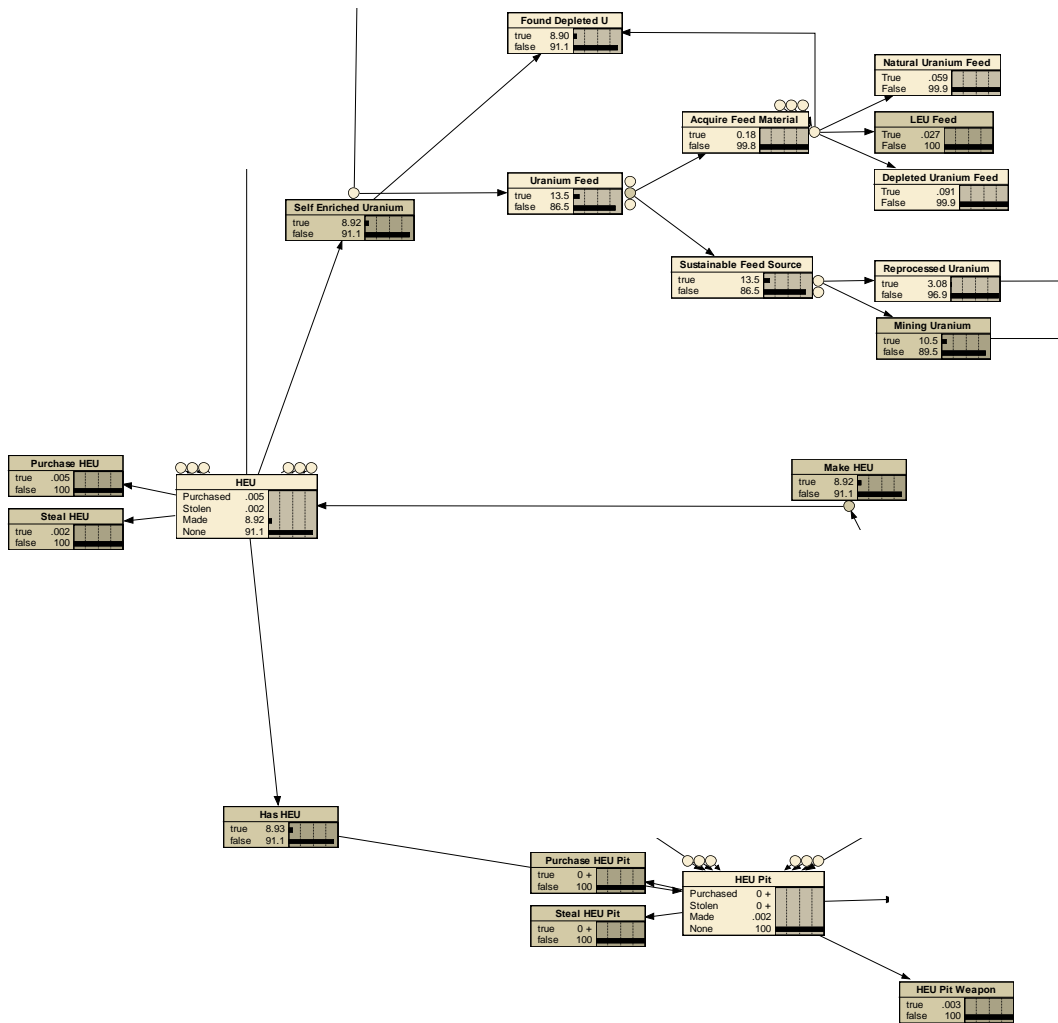 Found Depleted U
true 8.90
false 91.1
Natural Uranium Feed
True .059
False 99.9
Acquire Feed Material
true 0.18
false 99.8
LEU Feed
True .027
False 100
Depleted Uranium Feed
True .091
False 99.9
Uranium Feed
true 13.5
false 86.5
Self Enriched Uranium
true 8.92
false 91.1
Sustainable Feed Source
true 13.5
false 86.5
Reprocessed Uranium
true 3.08
false 96.9
Mining Uranium
true 10.5
false 89.5
Purchase HEU
true .005
false 100
Steal HEU
true .002
false 100
HEU
Purchased .005
Stolen .002
Made 8.92
None 91.1
Make HEU
true 8.92
false 91.1
Has HEU
true 8.93
false 91.1
Purchase HEU Pit
true 0 +
false 100
Steal HEU Pit
true 0 +
false 100
HEU Pit
Purchased 0 +
Stolen 0 +
Made .002
None 100
HEU Pit Weapon
true .003
false 100